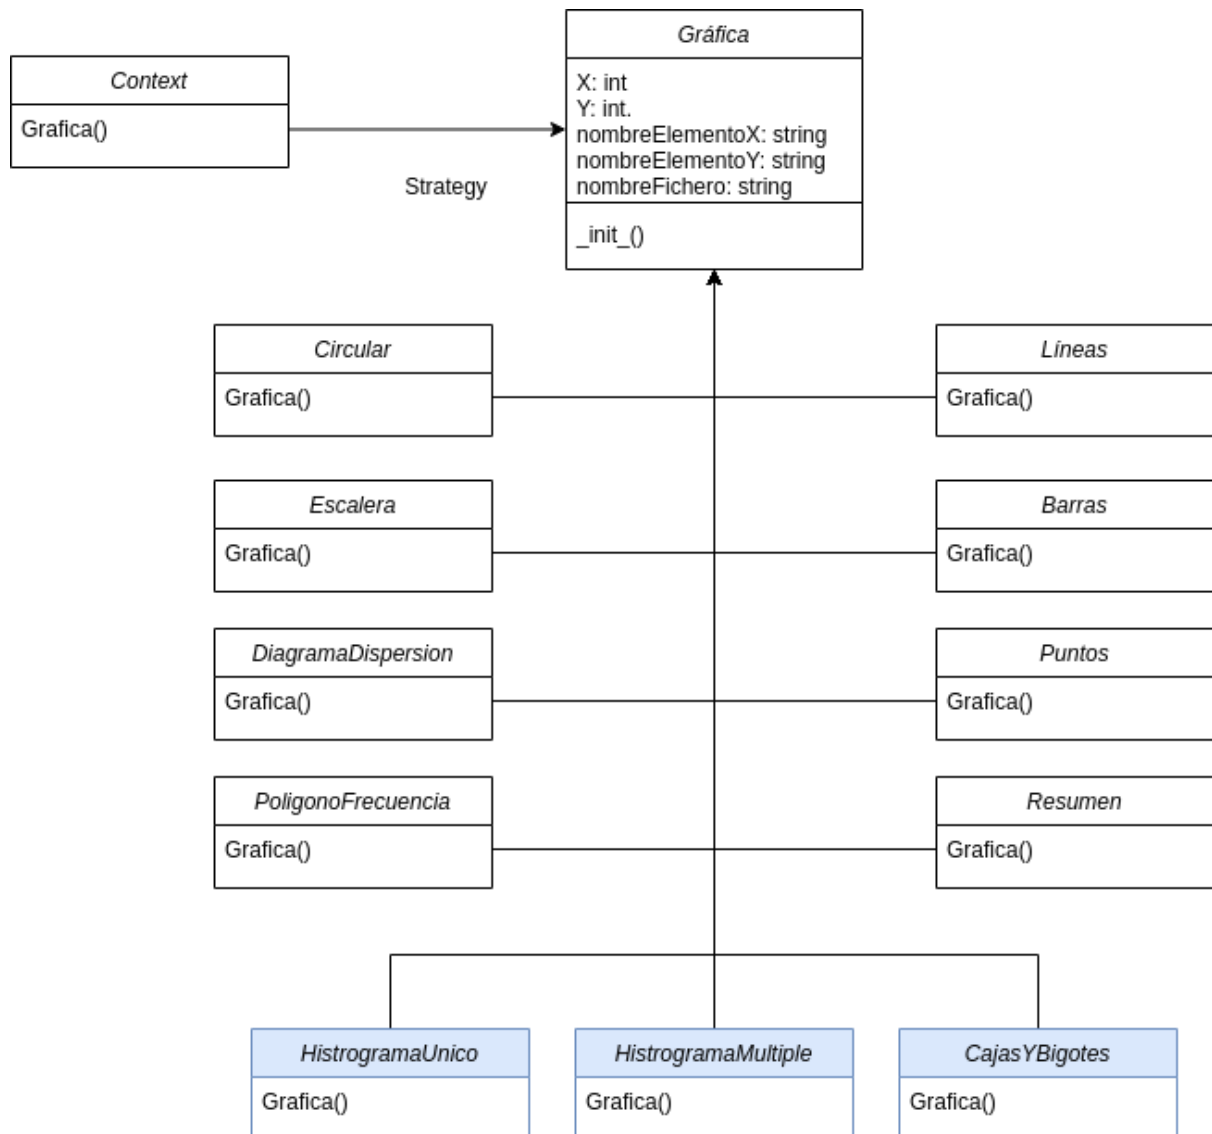 Gráfica
X: int
Y: int.
nombreElementoX: string
nombreElementoY: string
nombreFichero: string
_init_()
Context
Grafica()
Strategy
Circular
Grafica()
Líneas
Grafica()
Escalera
Grafica()
Barras
Grafica()
DiagramaDispersion
Grafica()
Puntos
Grafica()
PoligonoFrecuencia
Grafica()
Resumen
Grafica()
HistrogramaUnico
Grafica()
HistrogramaMultiple
Grafica()
CajasYBigotes
Grafica()